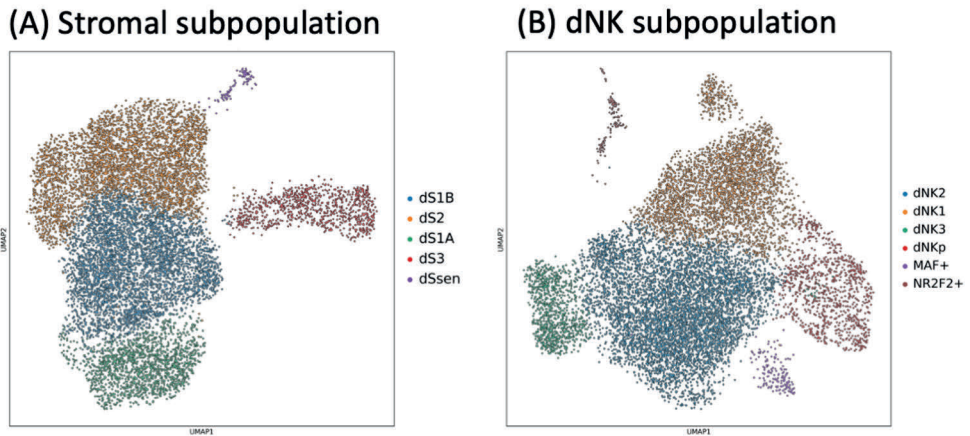 (A) Stromal subpopulation
(B) dNK subpopulation
UMAP2
dS1B
dS2
dS1A
dS3
dSsen
UMAP1
UMAP2
dNK2
dNK1
dNK3
dNKp
MAF+
NR2F2+
UMAP1